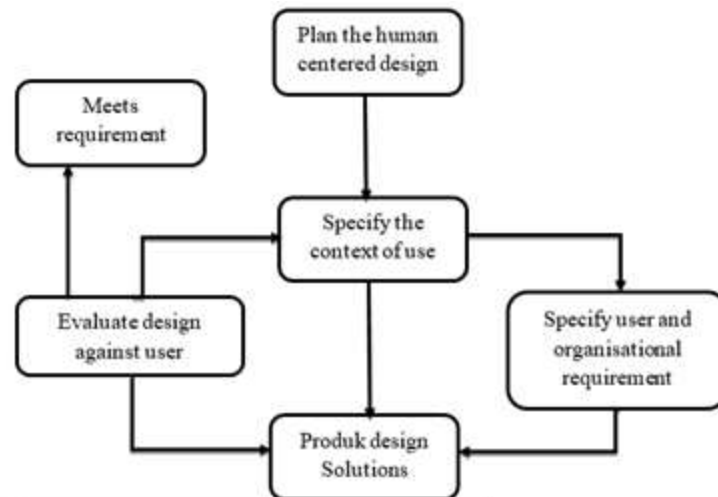 Plan the human
centered design
Meets
requirement
Specify the
context of use
Evaluate design
against user
Specify user and
organisational
requirement
Produk design
Solutions